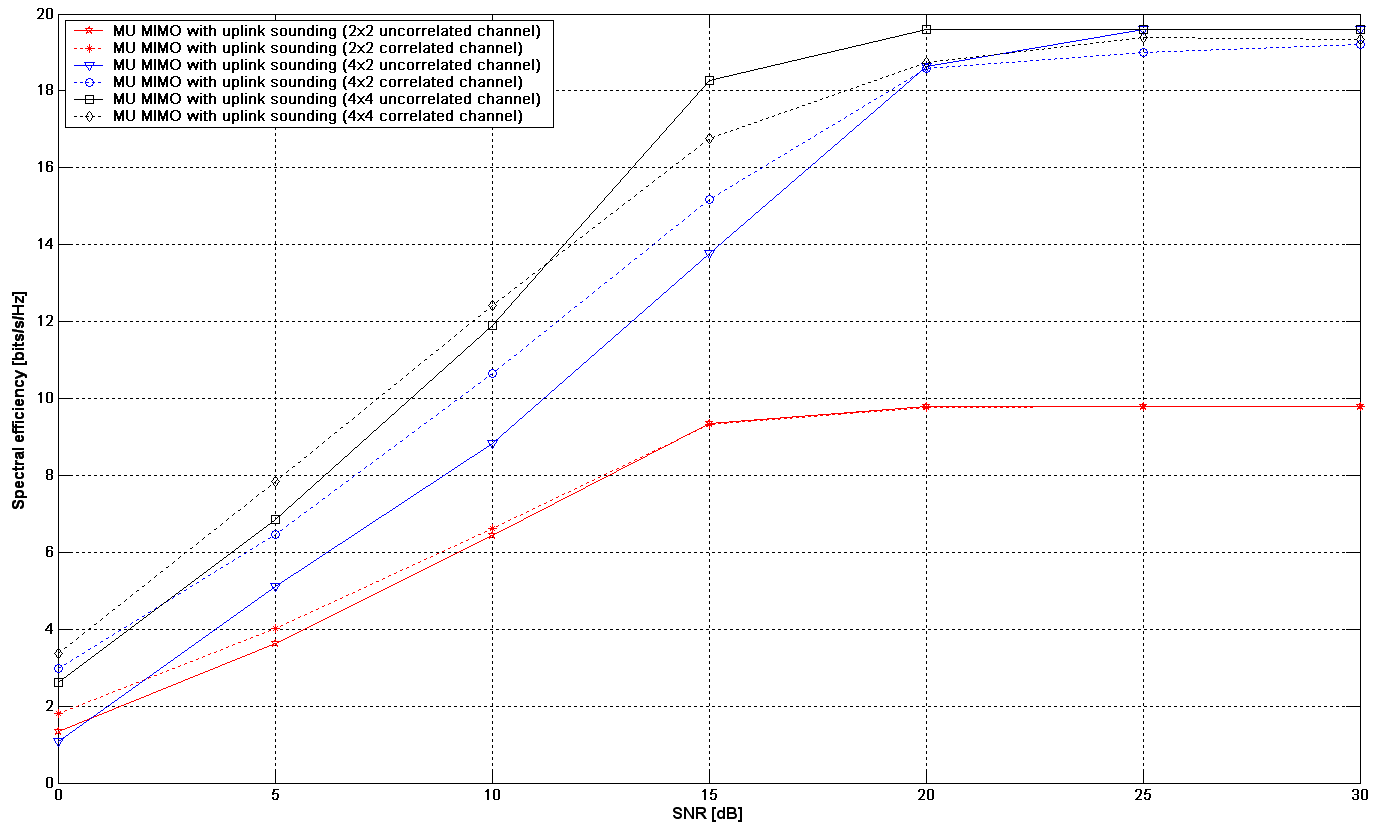 MU MIMO with uplink sounding (2x2 uncorrelated channel)
MU MIMO with uplink sounding (2x2 correlated channel)
MU MIMO with uplink sounding (4x2 uncorrelated channel)
MU MIMO with uplink sounding (4x2 correlated channel)
MU MIMO with uplink sounding (4x4 uncorrelated channel)
MU MIMO with uplink sounding (4x4 correlated channel)
Spectral efficiency [bits/s/Hz]
20
18
16
14
12
10
8
6
4
2
0
0 5 10 15 20 25 30
SNR [dB]